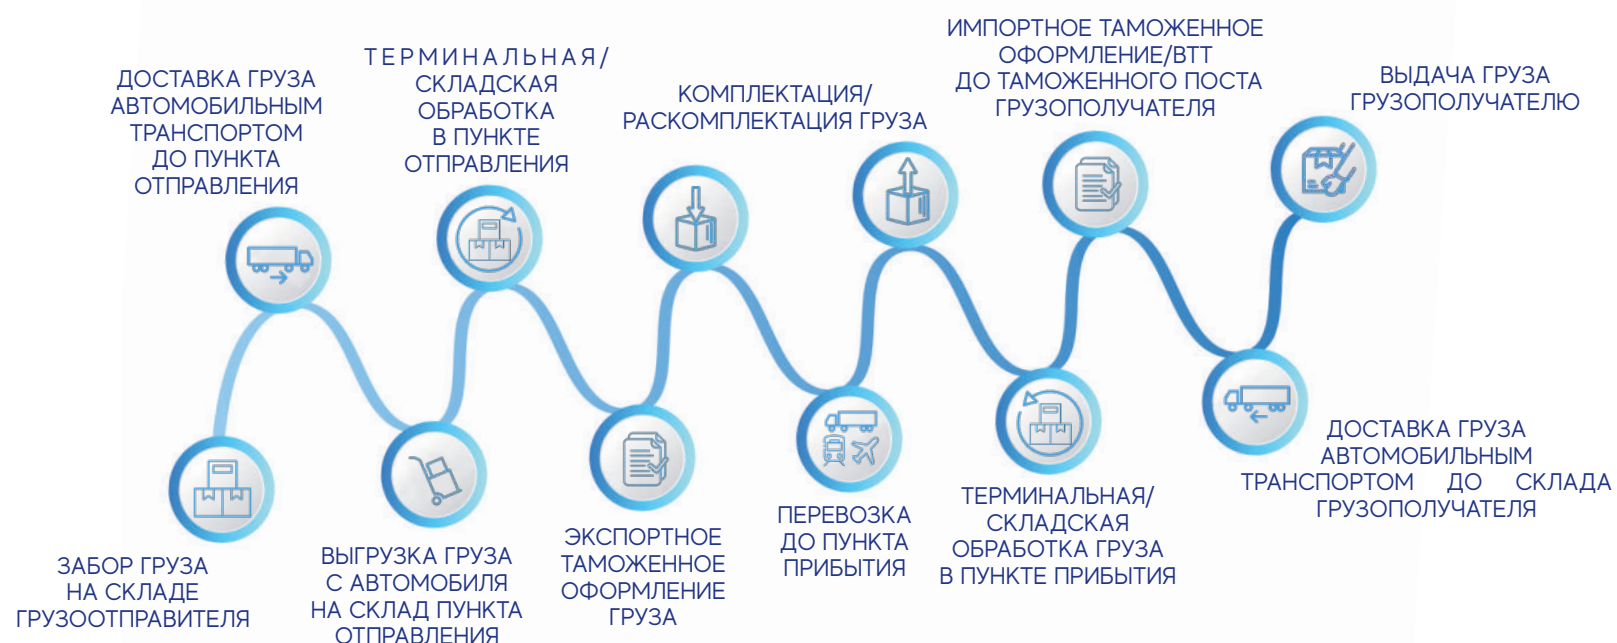 ЗАБОР ГРУЗА
НА СКЛАДЕ
ГРУЗООТПРАВИТЕЛЯ
ДОСТАВКА ГРУЗА
АВТОМОБИЛЬНЫМ
ТРАНСПОРТОМ
ДО ПУНКТА
ОТПРАВЛЕНИЯ
ВЫГРУЗКА ГРУЗА
С АВТОМОБИЛЯ
НА СКЛАД ПУНКТА
ОТПРАВЛЕНИЯ
ТЕРМИНАЛЬНАЯ/
СКЛАДСКАЯ
ОБРАБОТКА
В ПУНКТЕ
ОТПРАВЛЕНИЯ
ЭКСПОРТНОЕ
ТАМОЖЕННОЕ
ОФОРМЛЕНИЕ
ГРУЗА
КОМПЛЕКТАЦИЯ/
РАСКОМПЛЕКТАЦИЯ ГРУЗА
ПЕРЕВОЗКА
ДО ПУНКТА
ПРИБЫТИЯ
ТЕРМИНАЛЬНАЯ/
СКЛАДСКАЯ
ОБРАБОТКА ГРУЗА
В ПУНКТЕ ПРИБЫТИЯ
ИМПОРТНОЕ ТАМОЖЕННОЕ
ОФОРМЛЕНИЕ/ВТТ
ДО ТАМОЖЕННОГО ПОСТА
ГРУЗОПОЛУЧАТЕЛЯ
ДОСТАВКА ГРУЗА
АВТОМОБИЛЬНЫМ
ТРАНСПОРТОМ ДО СКЛАДА
ГРУЗОПОЛУЧАТЕЛЯ
ВЫДАЧА ГРУЗА
ГРУЗОПОЛУЧАТЕЛЮ